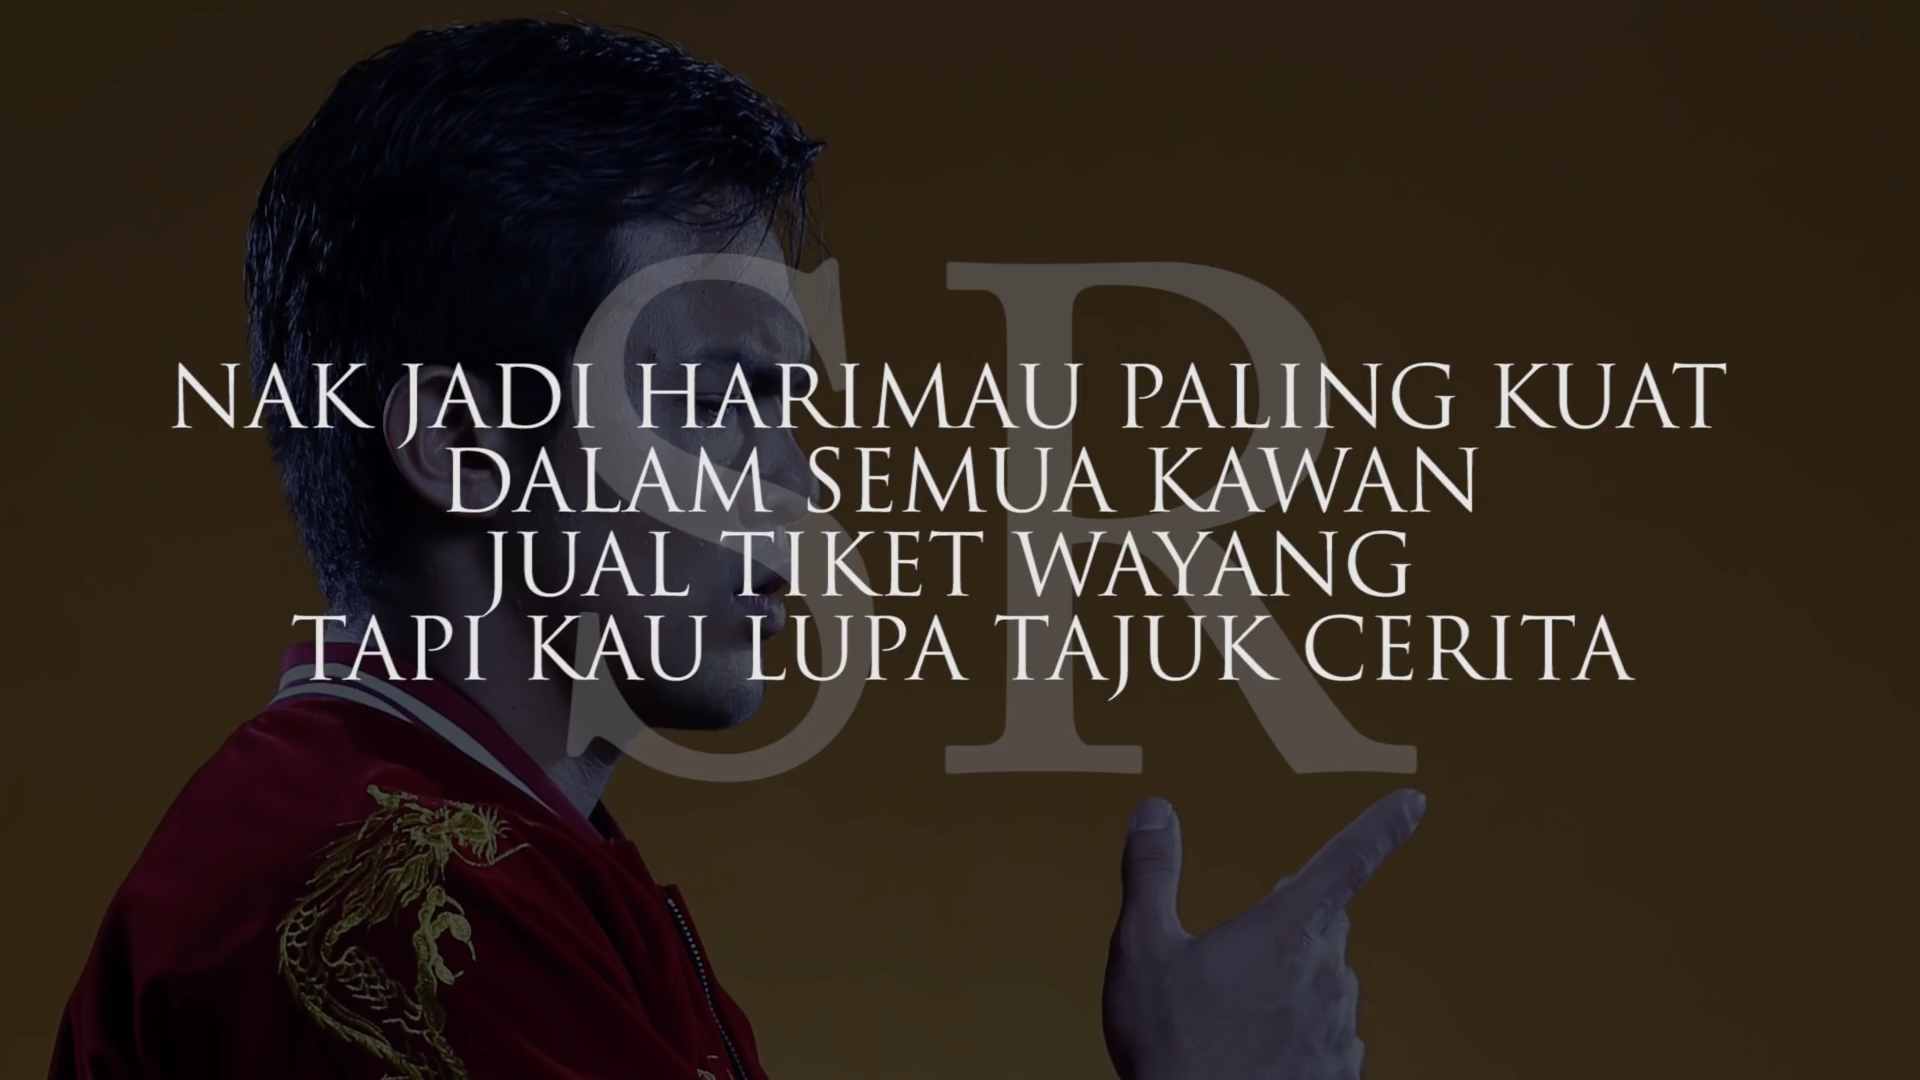 SR
NAK JADI HARIMAU PALING KUAT
DALAM SEMUA KAWAN
JUAL TIKET WAYANG
TAPI KAU LUPA TAJUK CERITA